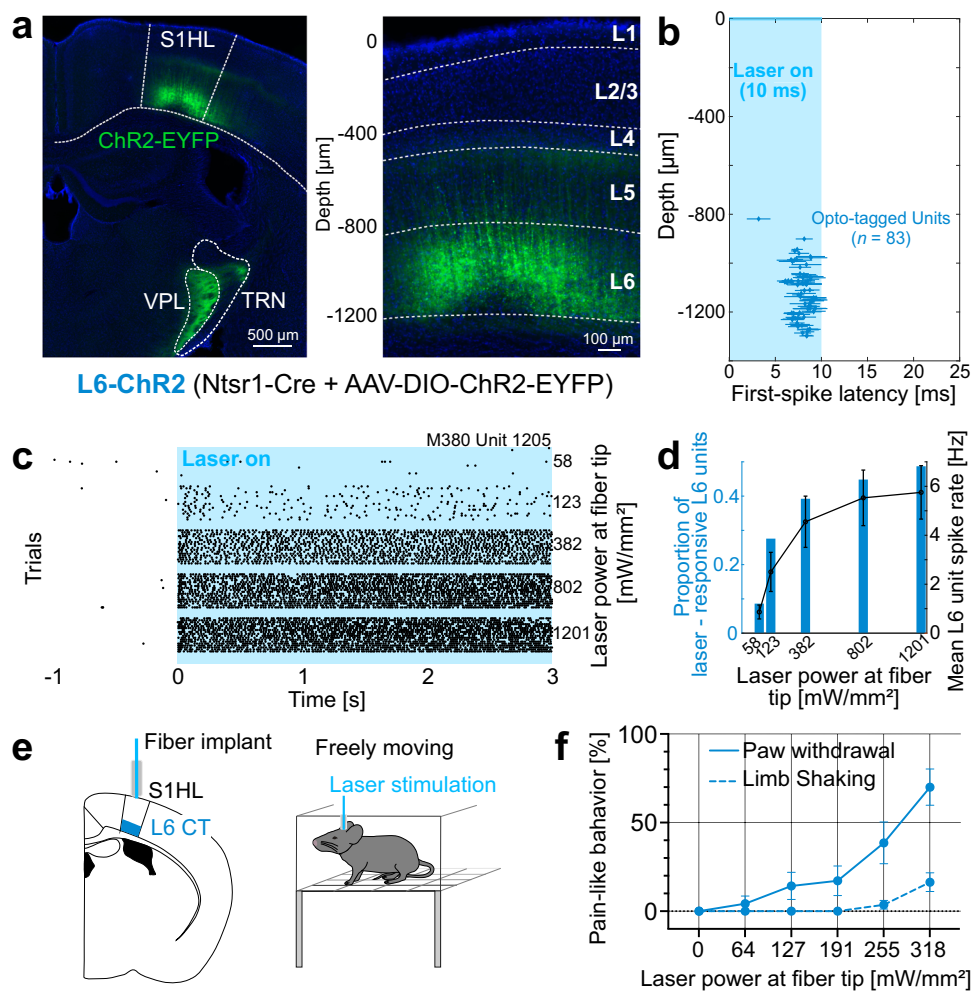 a
S1HL
ChR2-EYFP
VPL
TRN
500 µm
Depth [µm]
0
-400
-800
-1200
L1
L2/3
L4
L5
L6
100 µm
L6-ChR2 (Ntsr1-Cre + AAV-DIO-ChR2-EYFP)
b
Depth [µm]
0
-400
-800
-1200
Laser on
(10 ms)
Opto-tagged Units
(n = 83)
0 5 10 15 20 25
First-spike latency [ms]
c
M380 Unit 1205
Laser on
Trials
58
123
382
802
1201
Laser power at fiber tip
[mW/mm²]
-1 0 1 2 3
Time [s]
d
Proportion of
laser - responsive L6 units
0.4
0.2
0
6
4
2
0
Mean L6 unit spike rate [Hz]
58 123 382 802 1201
Laser power at fiber
tip [mW/mm²]
e
Fiber implant
S1HL
L6 CT
Freely moving
Laser stimulation
f
Pain-like bahavior [%]
100
50
0
Paw withdrawal
Limb Shaking
0 64 127 191 255 318
Laser power at fiber tip [mW/mm²]